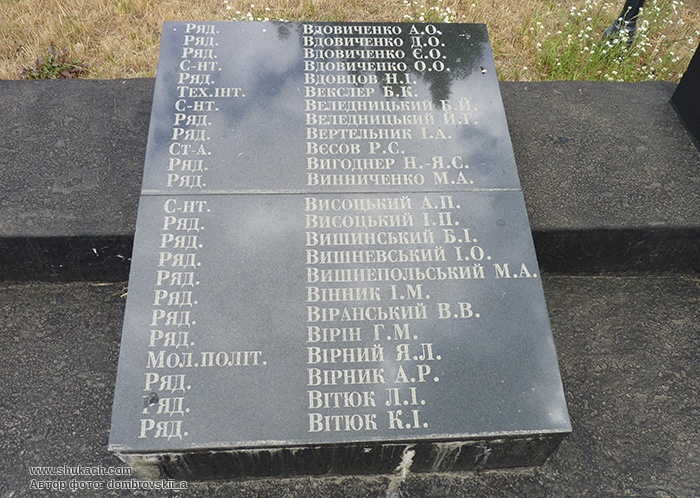 Ряд. Вдовиченко А.О.
Ряд. Вдовиченко Д.О.
Ряд. Вдовиченко Є.О.
С-нт. Вдовиченко О.О.
Ряд. Вдовцов Н.І.
Тех.інт. Векслер Б.К.
С-нт. Веледницький Б.Й.
Ряд. Веледницький Й.Г.
Ряд. Вертельник І.А.
Ст-а. Вєсов Р.С.
Ряд. Вигоднер Н.-Я.С.
Ряд. Винниченко М.А.
С-нт. Висоцький А.П.
Ряд. Висоцький І.П.
Ряд. Вишинський Б.І.
Ряд. Вишневський І.О.
Ряд. Вишнепольський М.А.
Ряд. Вінник І.М.
Ряд. Віранський В.В.
Ряд. Вірін Г.М.
Мол.політ. Вірний Я.Л.
Ряд. Вірник А.Р.
Ряд. Вітюк Л.І.
Ряд. Вітюк К.І.
www.shukach.com
Автор фото: dombrovskii_a